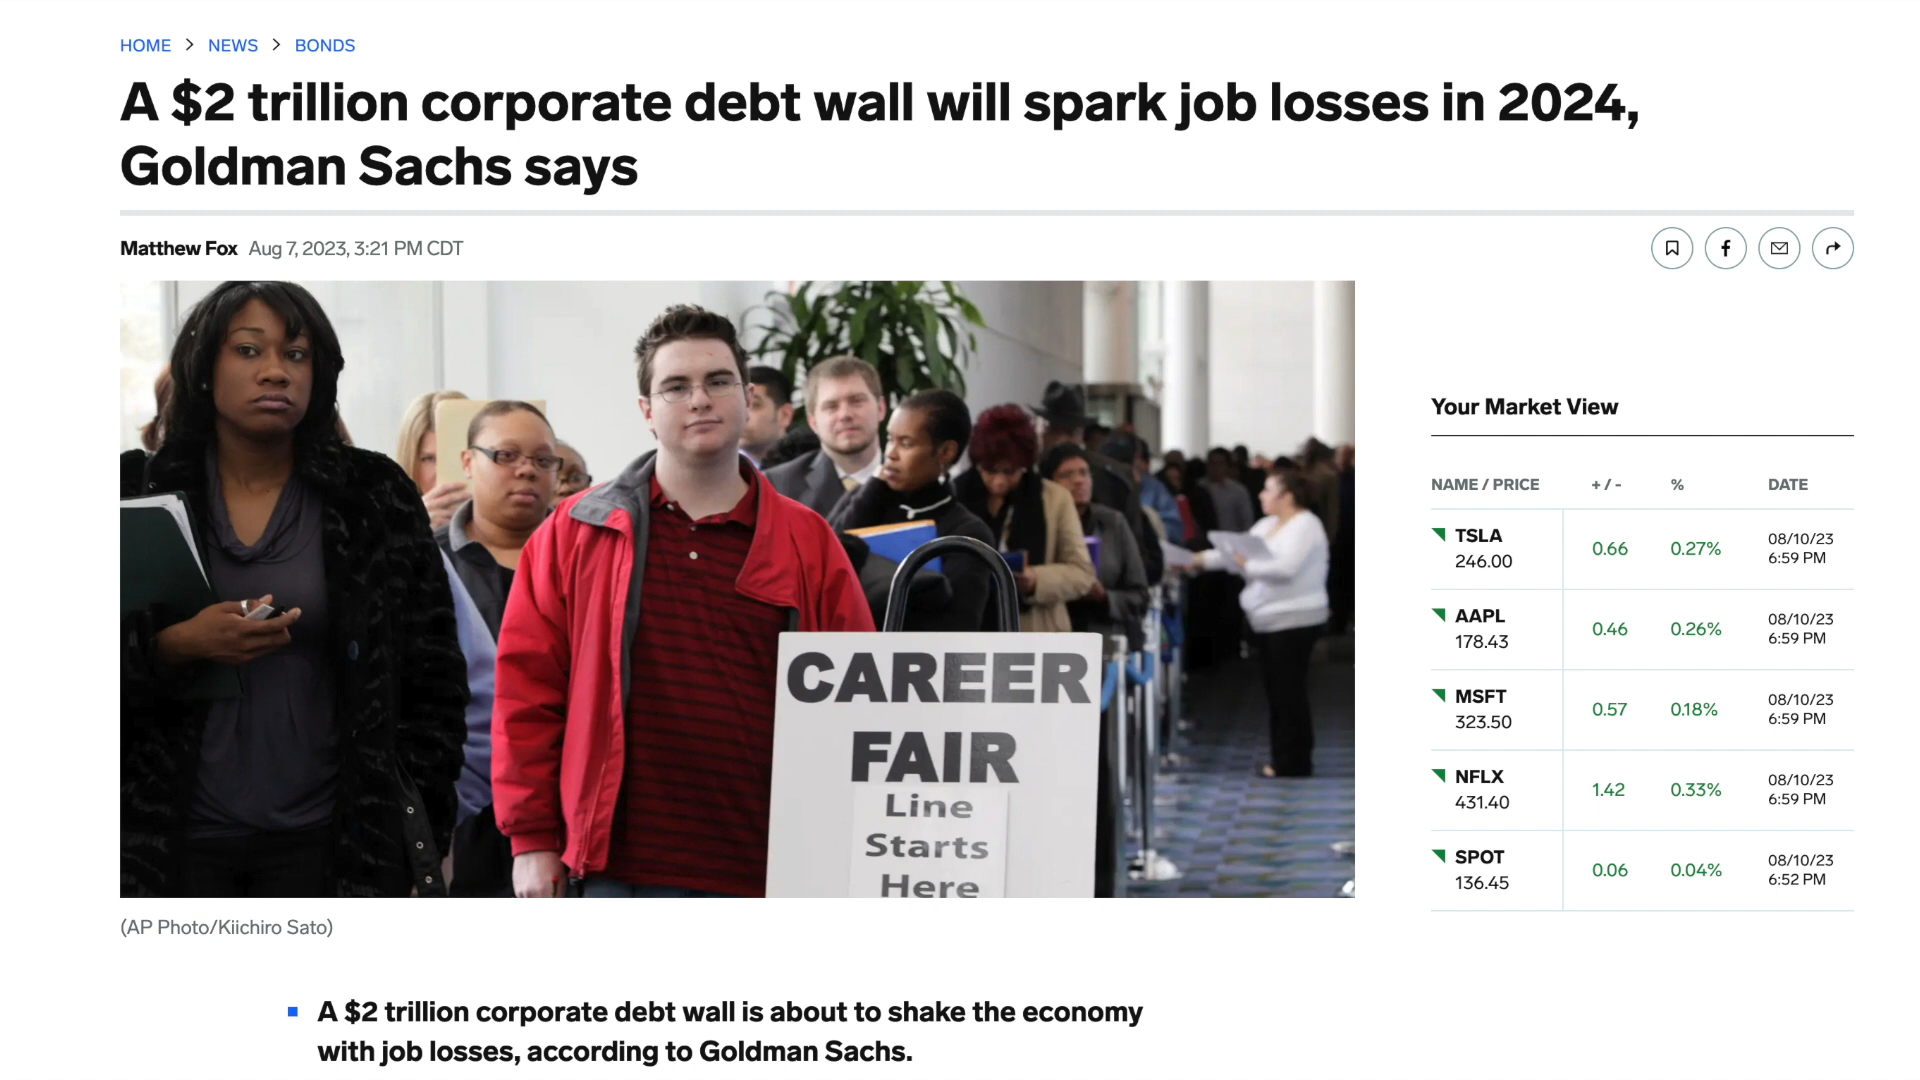 HOME > NEWS > BONDS
A $2 trillion corporate debt wall will spark job losses in 2024,
Goldman Sachs says
Matthew Fox Aug 7, 2023, 3:21 PM CDT
CAREER
FAIR
Line
Starts
Here
(AP Photo/Kiichiro Sato)
Your Market View
NAME / PRICE + / - % DATE
TSLA 246.00 0.66 0.27% 08/10/23 6:59 PM
AAPL 178.43 0.46 0.26% 08/10/23 6:59 PM
MSFT 323.50 0.57 0.18% 08/10/23 6:59 PM
NFLX 431.40 1.42 0.33% 08/10/23 6:59 PM
SPOT 136.45 0.06 0.04% 08/10/23 6:52 PM
A $2 trillion corporate debt wall is about to shake the economy
with job losses, according to Goldman Sachs.